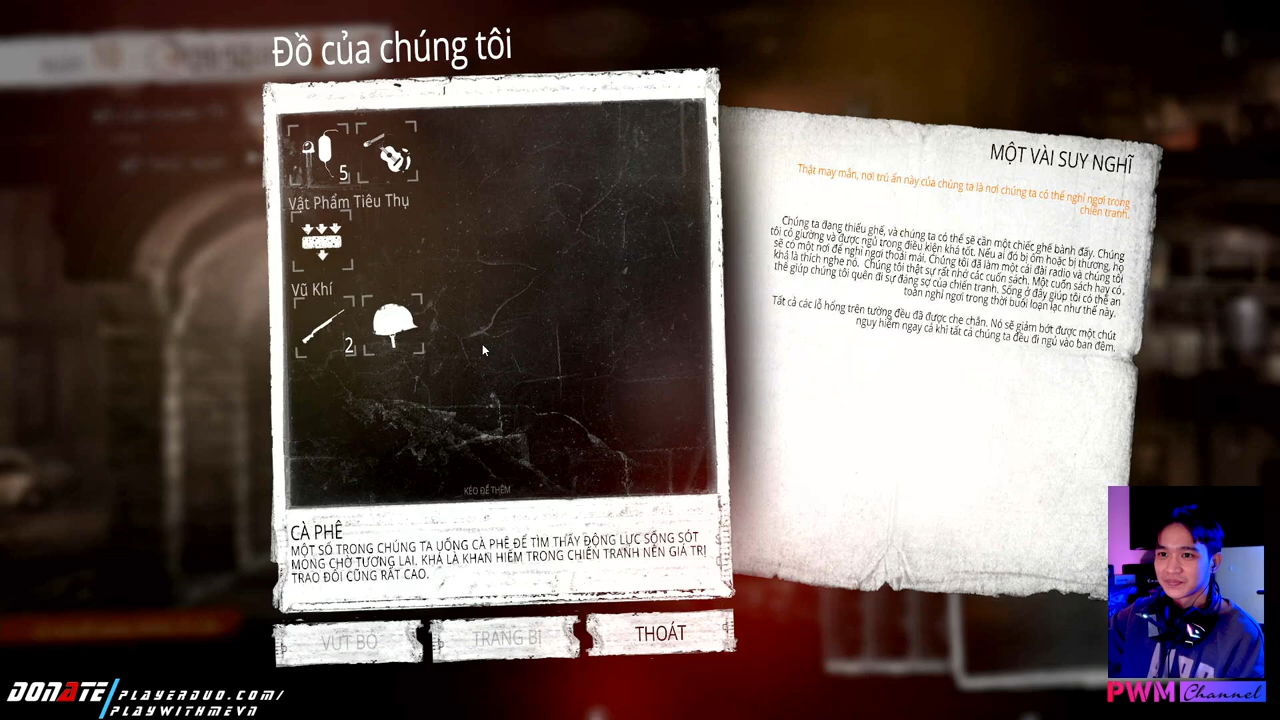 Đồ của chúng tôi
5
Vật Phẩm Tiêu Thụ
Vũ Khí
2
KÉO ĐỂ THÊM
CÀ PHÊ
MỘT SỐ TRONG CHÚNG TA UỐNG CÀ PHÊ ĐỂ TÌM THẤY ĐỘNG LỰC SỐNG SÓT
MONG CHỜ TƯƠNG LAI. KHÁ LÀ KHAN HIẾM TRONG CHIẾN TRANH NÊN GIÁ TRỊ
TRAO ĐỔI CŨNG RẤT CAO.
VỨT BỎ
TRANG BỊ
THOÁT
MỘT VÀI SUY NGHĨ
Thật may mắn, nơi trú ẩn này của chúng ta là nơi chúng ta có thể nghỉ ngơi trong
chiến tranh.
Chúng ta đang thiếu ghế, và chúng ta có thể sẽ cần một chiếc ghế bành đấy. Chúng
tôi có giường và được ngủ trong điều kiện khá tốt. Nếu ai đó bị ốm hoặc bị thương, họ
sẽ có một nơi để nghỉ ngơi thoải mái. Chúng tôi đã làm một cái đài radio và chúng tôi
khá là thích nghe nó. Chúng tôi thật sự rất nhớ các cuốn sách. Một cuốn sách hay có
thể giúp chúng tôi quên đi sự đáng sợ của chiến tranh. Sống ở đây giúp tôi có thể an
toàn nghỉ ngơi trong thời buổi loạn lạc như thế này.
Tất cả các lỗ hổng trên tường đều đã được che chắn. Nó sẽ giảm bớt được một chút
nguy hiểm ngay cả khi tất cả chúng ta đều đi ngủ vào ban đêm.
DONATE
PLAYERDUO.COM/
PLAYWITHMEVN
PWM Channel